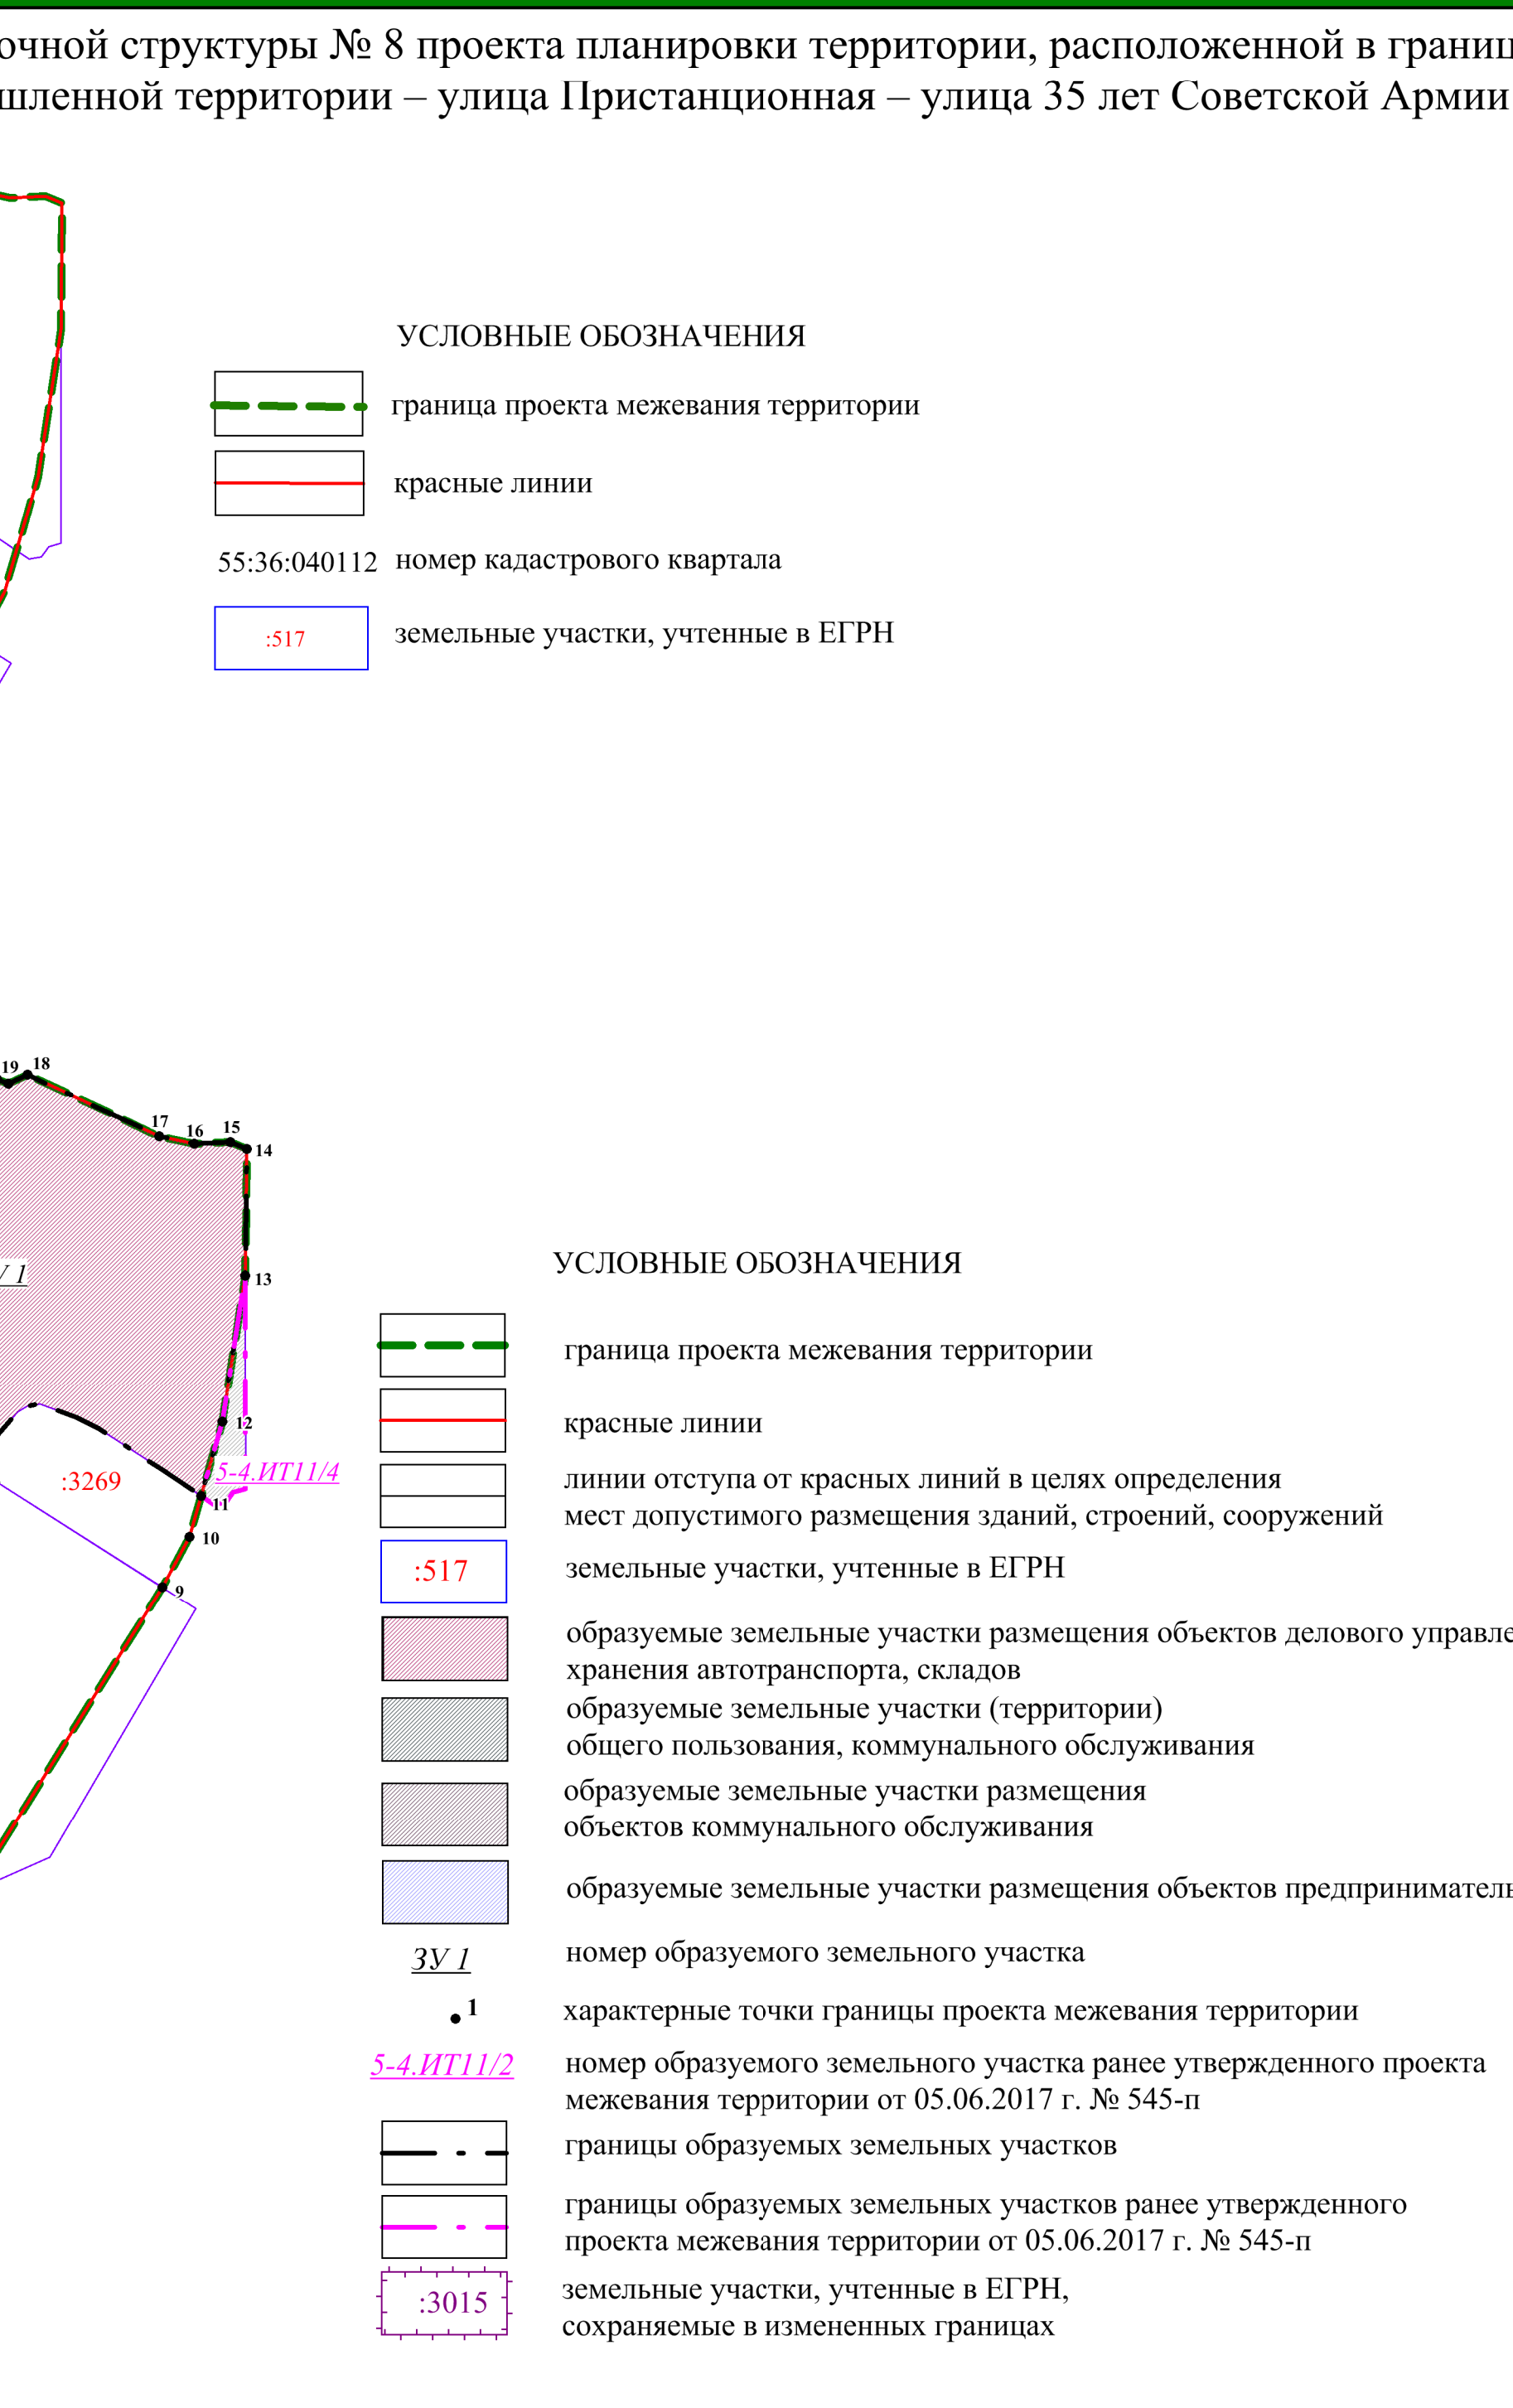 очной структуры № 8 проекта планировки территории, расположенной в границ
шленной территории – улица Пристанционная – улица 35 лет Советской Армии
УСЛОВНЫЕ ОБОЗНАЧЕНИЯ
граница проекта межевания территории
красные линии
55:36:040112 номер кадастрового квартала
:517 земельные участки, учтенные в ЕГРН
19 18
17
16
15
14
У 1
13
12
:3269
5-4.ИТ11/4
11
10
9
УСЛОВНЫЕ ОБОЗНАЧЕНИЯ
граница проекта межевания территории
красные линии
линии отступа от красных линий в целях определения
мест допустимого размещения зданий, строений, сооружений
:517 земельные участки, учтенные в ЕГРН
образуемые земельные участки размещения объектов делового управле
хранения автотранспорта, складов
образуемые земельные участки (территории)
общего пользования, коммунального обслуживания
образуемые земельные участки размещения
объектов коммунального обслуживания
образуемые земельные участки размещения объектов предприниматель
ЗУ 1 номер образуемого земельного участка
1 характерные точки границы проекта межевания территории
5-4.ИТ11/2 номер образуемого земельного участка ранее утвержденного проекта
межевания территории от 05.06.2017 г. № 545-п
границы образуемых земельных участков
границы образуемых земельных участков ранее утвержденного
проекта межевания территории от 05.06.2017 г. № 545-п
:3015 земельные участки, учтенные в ЕГРН,
сохраняемые в измененных границах